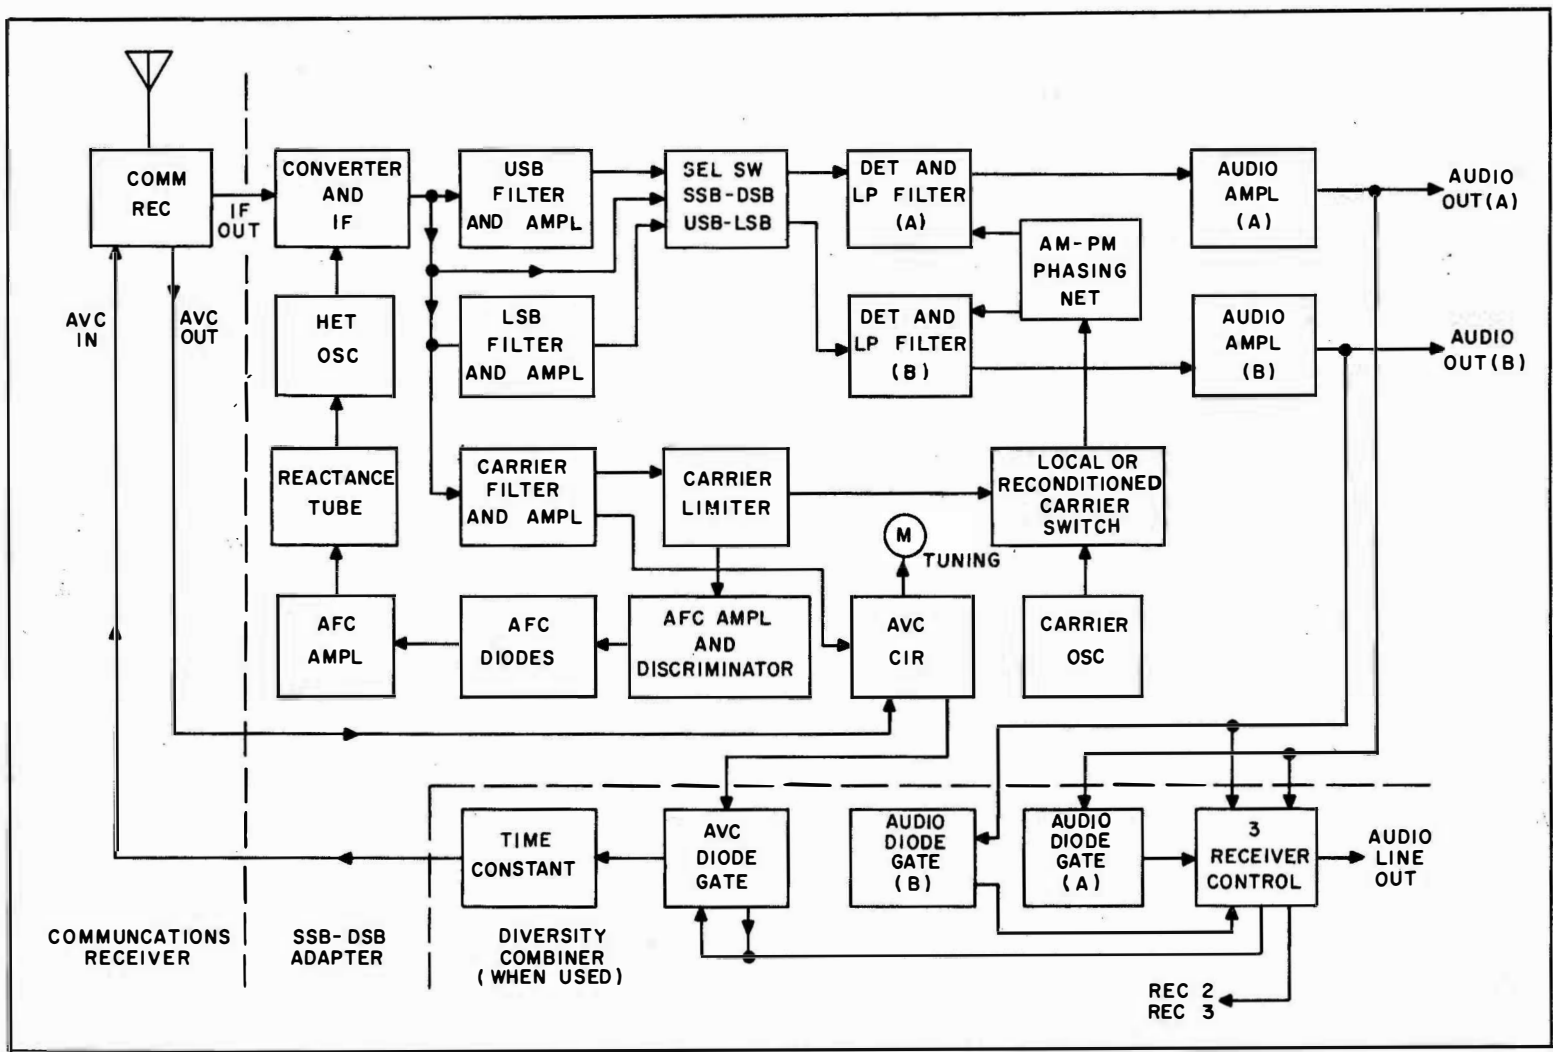 COMM
REC
IF
OUT
CONVERTER
AND
IF
USB
FILTER
AND AMPL
SEL SW
SSB-DSB
USB-LSB
DET AND
LP FILTER
(A)
AUDIO
AMPL
(A)
AUDIO
OUT(A)
AM-PM
PHASING
NET
AVC
IN
AVC
OUT
HET
OSC
LSB
FILTER
AND AMPL
DET AND
LP FILTER
(B)
AUDIO
AMPL
(B)
AUDIO
OUT(B)
REACTANCE
TUBE
CARRIER
FILTER
AND AMPL
CARRIER
LIMITER
LOCAL OR
RECONDITIONED
CARRIER
SWITCH
M
TUNING
AFC
AMPL
AFC
DIODES
AFC AMPL
AND
DISCRIMINATOR
AVC
CIR
CARRIER
OSC
TIME
CONSTANT
AVC
DIODE
GATE
AUDIO
DIODE
GATE
(B)
AUDIO
DIODE
GATE
(A)
3
RECEIVER
CONTROL
AUDIO
LINE
OUT
COMMUNCATIONS
RECEIVER
SSB-DSB
ADAPTER
DIVERSITY
COMBINER
(WHEN USED)
REC 2
REC 3